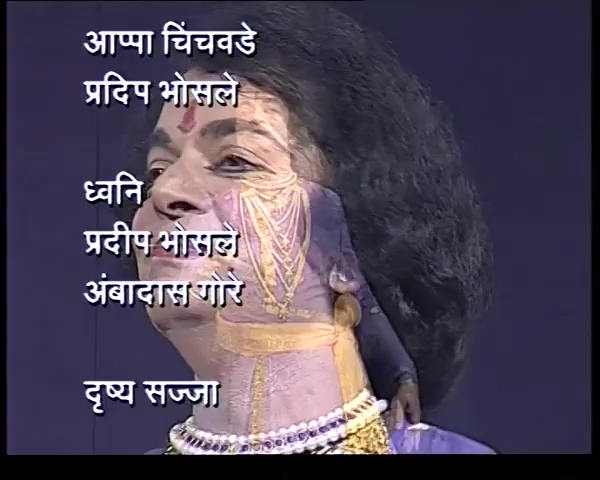 आप्पा चिंचवडे
प्रदिप भोसले
ध्वनि
प्रदीप भोसले
अंबादास गोरे
दृष्य सज्जा